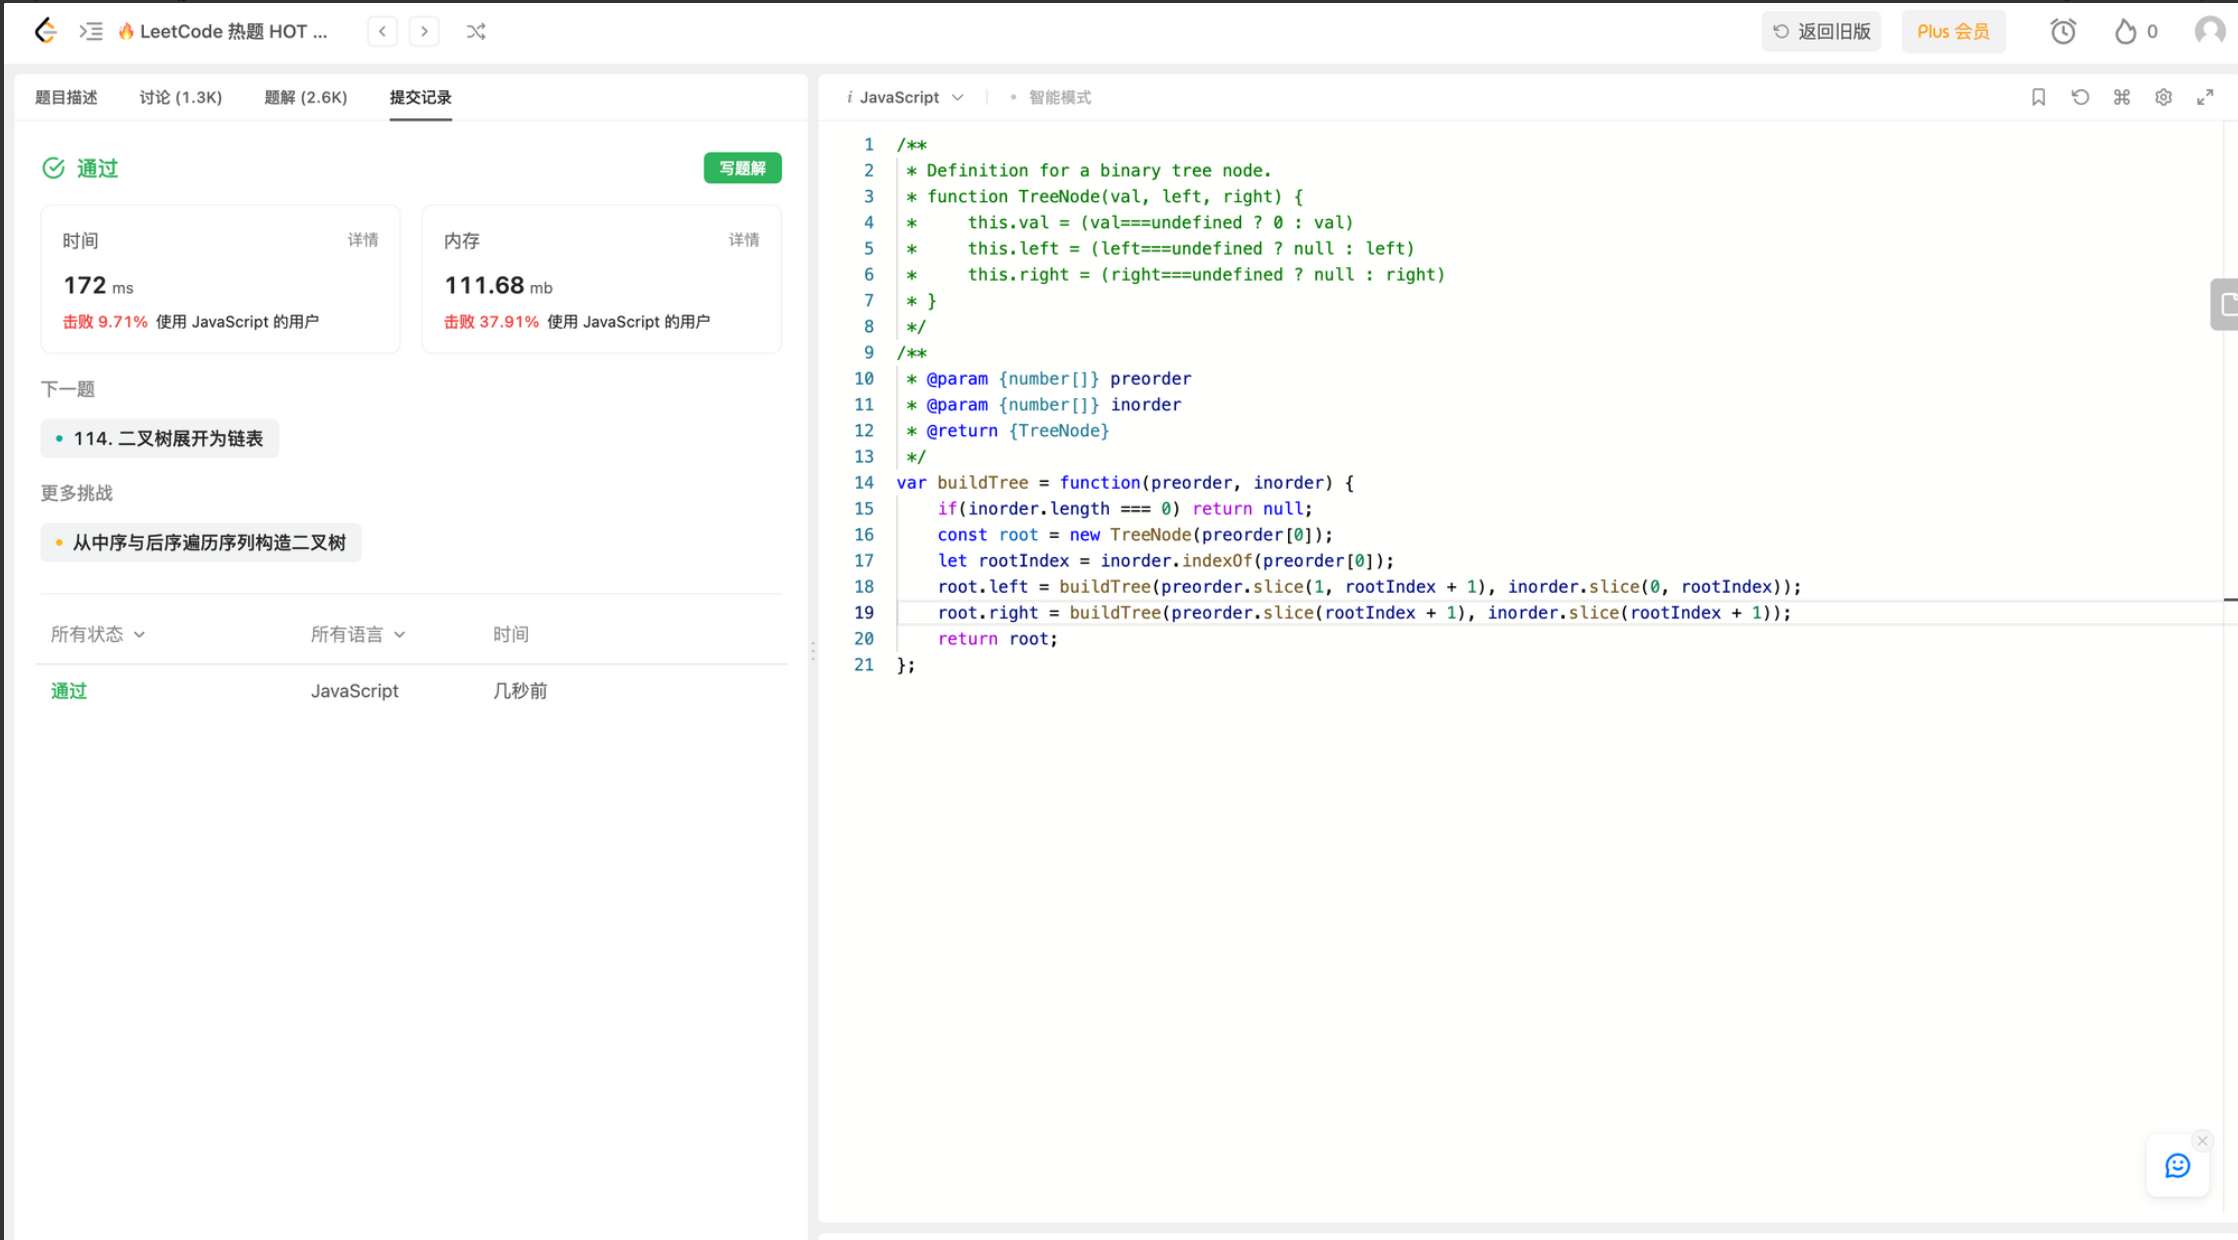 LeetCode 热题 HOT ...
返回旧版
Plus 会员
0
题目描述
讨论 (1.3K)
题解 (2.6K)
提交记录
通过
写题解
时间
详情
172 ms
击败 9.71% 使用 JavaScript 的用户
内存
详情
111.68 mb
击败 37.91% 使用 JavaScript 的用户
下一题
114. 二叉树展开为链表
更多挑战
从中序与后序遍历序列构造二叉树
所有状态
所有语言
时间
通过
JavaScript
几秒前
i JavaScript
智能模式
1 /**
2  * Definition for a binary tree node.
3  * function TreeNode(val, left, right) {
4  *     this.val = (val===undefined ? 0 : val)
5  *     this.left = (left===undefined ? null : left)
6  *     this.right = (right===undefined ? null : right)
7  * }
8  */
9 /**
10  * @param {number[]} preorder
11  * @param {number[]} inorder
12  * @return {TreeNode}
13  */
14 var buildTree = function(preorder, inorder) {
15     if(inorder.length === 0) return null;
16     const root = new TreeNode(preorder[0]);
17     let rootIndex = inorder.indexOf(preorder[0]);
18     root.left = buildTree(preorder.slice(1, rootIndex + 1), inorder.slice(0, rootIndex));
19     root.right = buildTree(preorder.slice(rootIndex + 1), inorder.slice(rootIndex + 1));
20     return root;
21 };